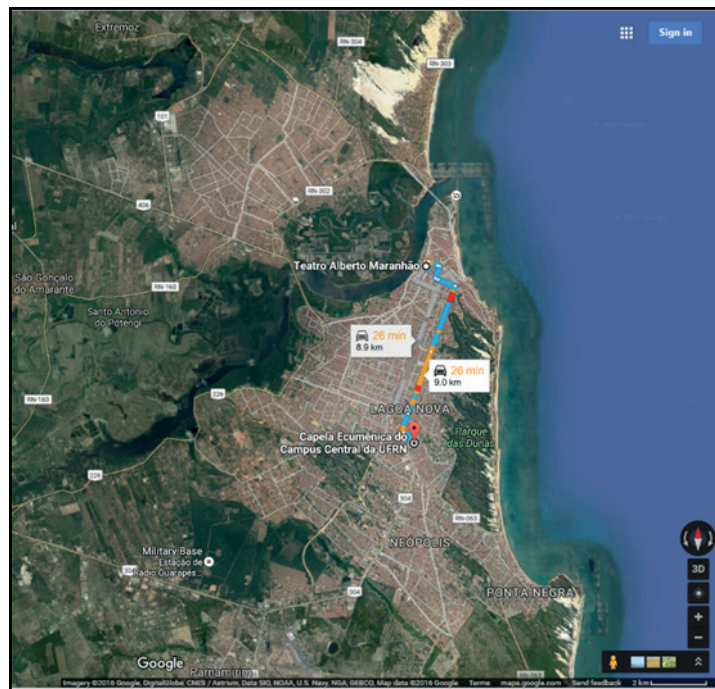 Extremoz
RN-304
Sign in
RN-303
101
RN-302
406
Teatro Alberto Maranhão
São Gonçalo
do Amarante
RN-160
Santo Antonio
do Potengi
26 min
8.9 km
26 min
9.0 km
226
RN-160
LAGOA NOVA
Capela Ecumênica do
Campus Central da UFRN
Parque
das Dunas
226
304
RN-063
NEOPOLIS
Military Base
Estação de
Rádio Guarapes...
304
3D
304
PONTA NEGRA
Google
Parnamirim
Imagery ©2016 Google, DigitalGlobe, CNES / Astrium, Data SIO, NOAA, U.S. Navy, NGA, GEBCO, Map data ©2016 Google Terms maps.google.com Send feedback 2 km